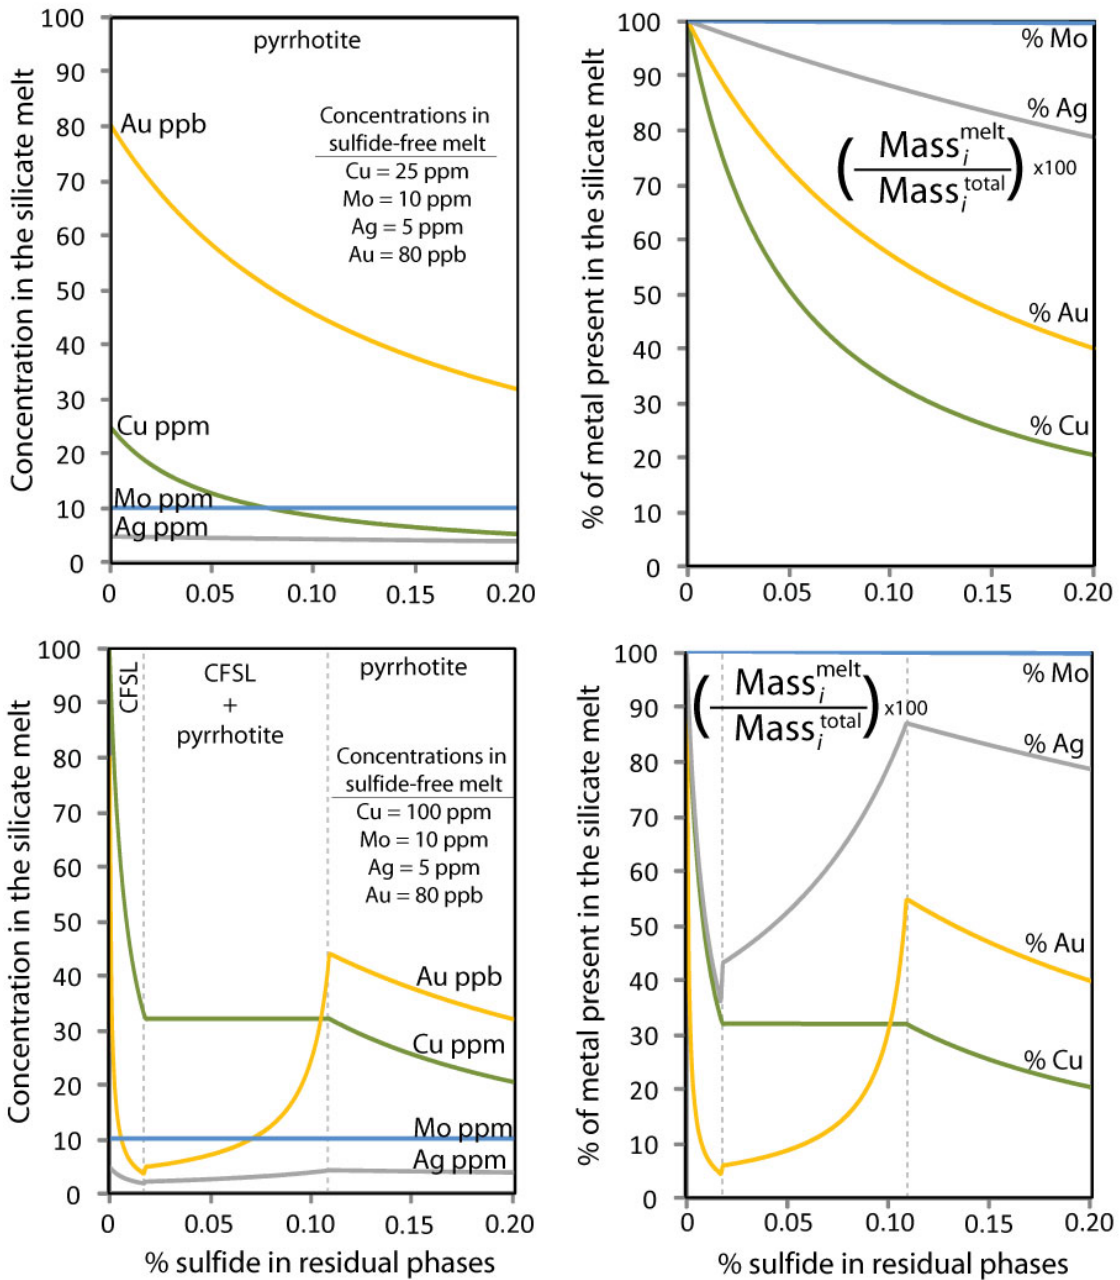 Concentration in the silicate melt
100
90
80
70
60
50
40
30
20
10
0
pyrrhotite
Au ppb
Concentrations in
sulfide-free melt
Cu = 25 ppm
Mo = 10 ppm
Ag = 5 ppm
Au = 80 ppb
Cu ppm
Mo ppm
Ag ppm
0 0.05 0.10 0.15 0.20
% of metal present in the silicate melt
100
90
80
70
60
50
40
30
20
10
0
% Mo
% Ag
(Mass i melt / Mass i total) x100
% Au
% Cu
0 0.05 0.10 0.15 0.20
Concentration in the silicate melt
100
90
80
70
60
50
40
30
20
10
0
CFSL
CFSL
+
pyrrhotite
pyrrhotite
Concentrations in
sulfide-free melt
Cu = 100 ppm
Mo = 10 ppm
Ag = 5 ppm
Au = 80 ppb
Au ppb
Cu ppm
Mo ppm
Ag ppm
0 0.05 0.10 0.15 0.20
% sulfide in residual phases
% of metal present in the silicate melt
100
90
80
70
60
50
40
30
20
10
0
(Mass i melt / Mass i total) x100
% Mo
% Ag
% Au
% Cu
0 0.05 0.10 0.15 0.20
% sulfide in residual phases